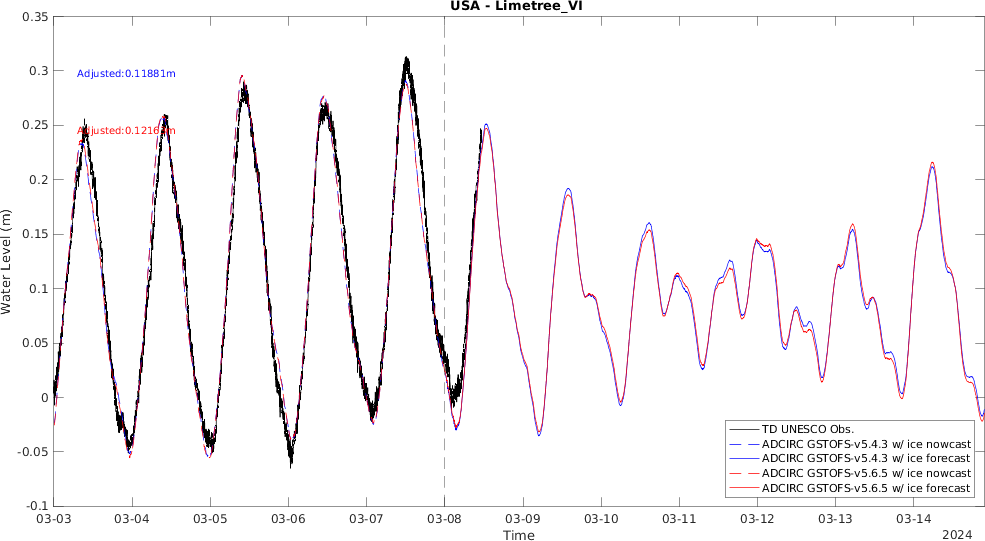 USA - Limetree_VI
0.35
0.3
0.25
0.2
0.15
0.1
0.05
0
-0.05
-0.1
Water Level (m)
Adjusted:0.11881m
Adjusted:0.1216
03-03 03-04 03-05 03-06 03-07 03-08 03-09 03-10 03-11 03-12 03-13 03-14
Time
2024
TD UNESCO Obs.
ADCIRC GSTOFS-v5.4.3 w/ ice nowcast
ADCIRC GSTOFS-v5.4.3 w/ ice forecast
ADCIRC GSTOFS-v5.6.5 w/ ice nowcast
ADCIRC GSTOFS-v5.6.5 w/ ice forecast